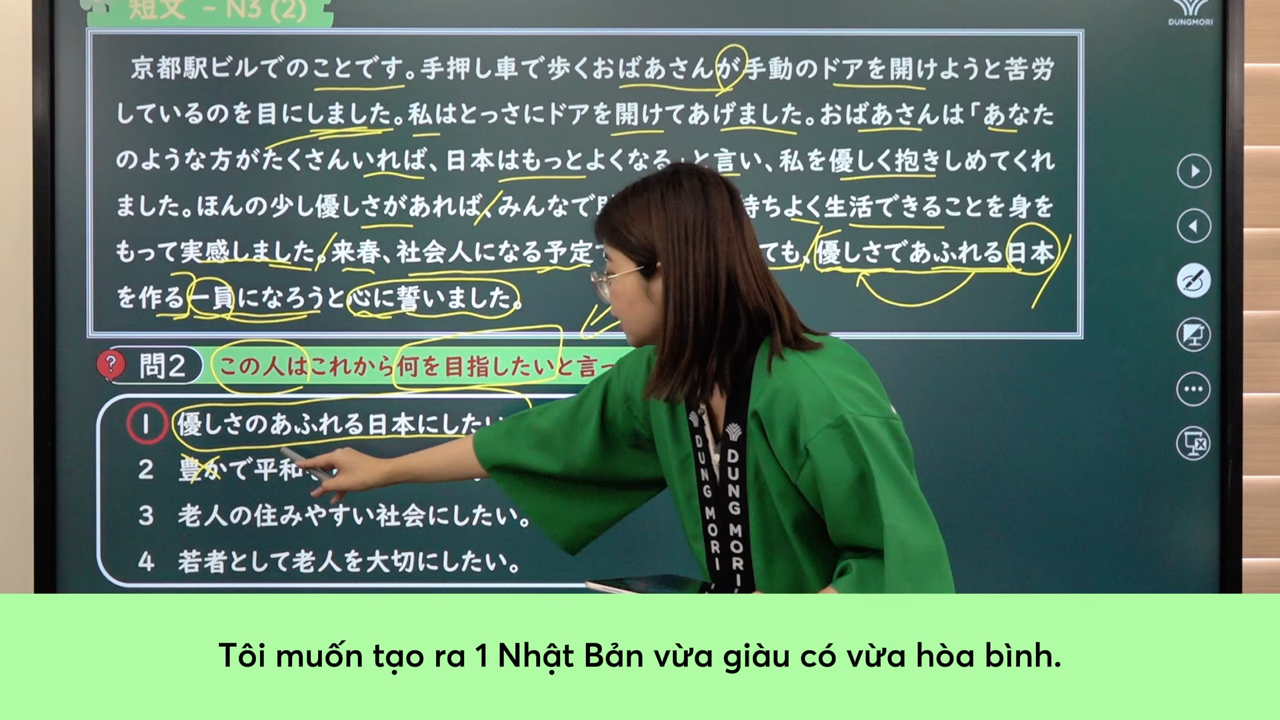 短文 - N3 (2)
DUNGMORI
京都駅ビルでのことです。手押し車で歩くおばあさんが手動のドアを開けようと苦労
しているのを目にしました。私はとっさにドアを開けてあげました。おばあさんは「あなた
のような方がたくさんいれば、日本はもっとよくなる」と言い、私を優しく抱きしめてくれ
ました。ほんの少し優しさがあれば、みんなで 持ちよく生活できることを身を
もって実感しました。来春、社会人になる予定 ても。優しさであふれる日本
を作る一員になろうと心に誓いました。
? 問2 この人はこれから何を目指したいと言っ
1 優しさのあふれる日本にしたい
2 豊かで平和
3 老人の住みやすい社会にしたい。
4 若者として老人を大切にしたい。
DUNG MORI
DUNG MORI
Tôi muốn tạo ra 1 Nhật Bản vừa giàu có vừa hòa bình.